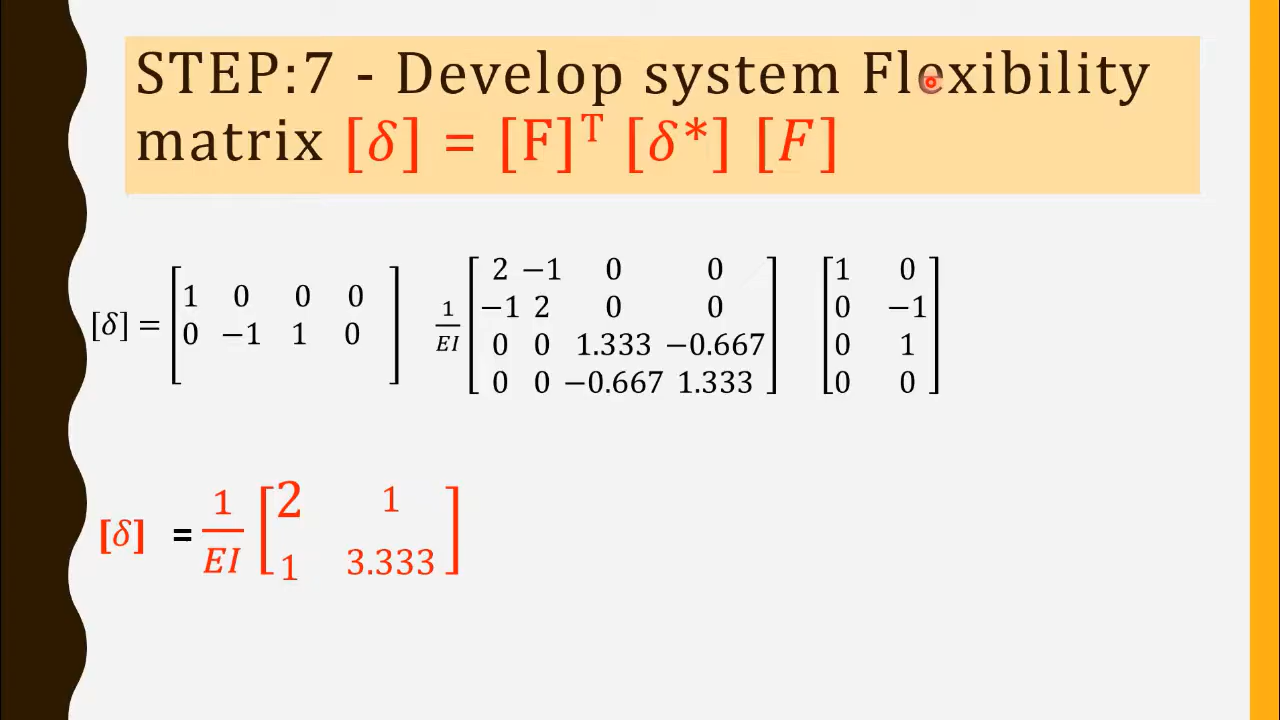 STEP:7 - Develop system Flexibility
matrix [δ] = [F]ᵀ [δ*] [F]
[δ] = [1 0 0 0; 0 −1 1 0] 1/EI [2 −1 0 0; −1 2 0 0; 0 0 1.333 −0.667; 0 0 −0.667 1.333] [1 0; 0 −1; 0 1; 0 0]
[δ] = 1/EI [2 1; 1 3.333]